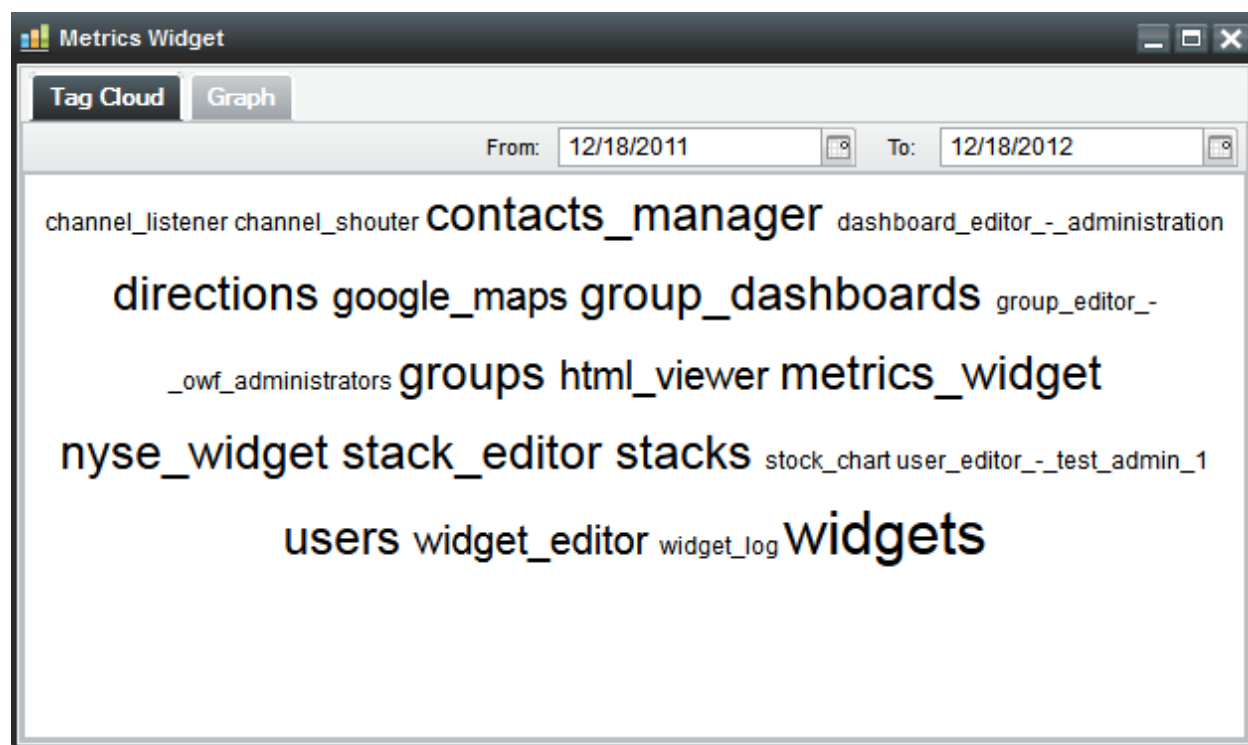 Metrics Widget
Tag Cloud Graph
From: 12/18/2011 To: 12/18/2012
channel_listener channel_shouter contacts_manager dashboard_editor_-_administration
directions google_maps group_dashboards group_editor_-
_owf_administrators groups html_viewer metrics_widget
nyse_widget stack_editor stacks stock_chart user_editor_-_test_admin_1
users widget_editor widget_log widgets